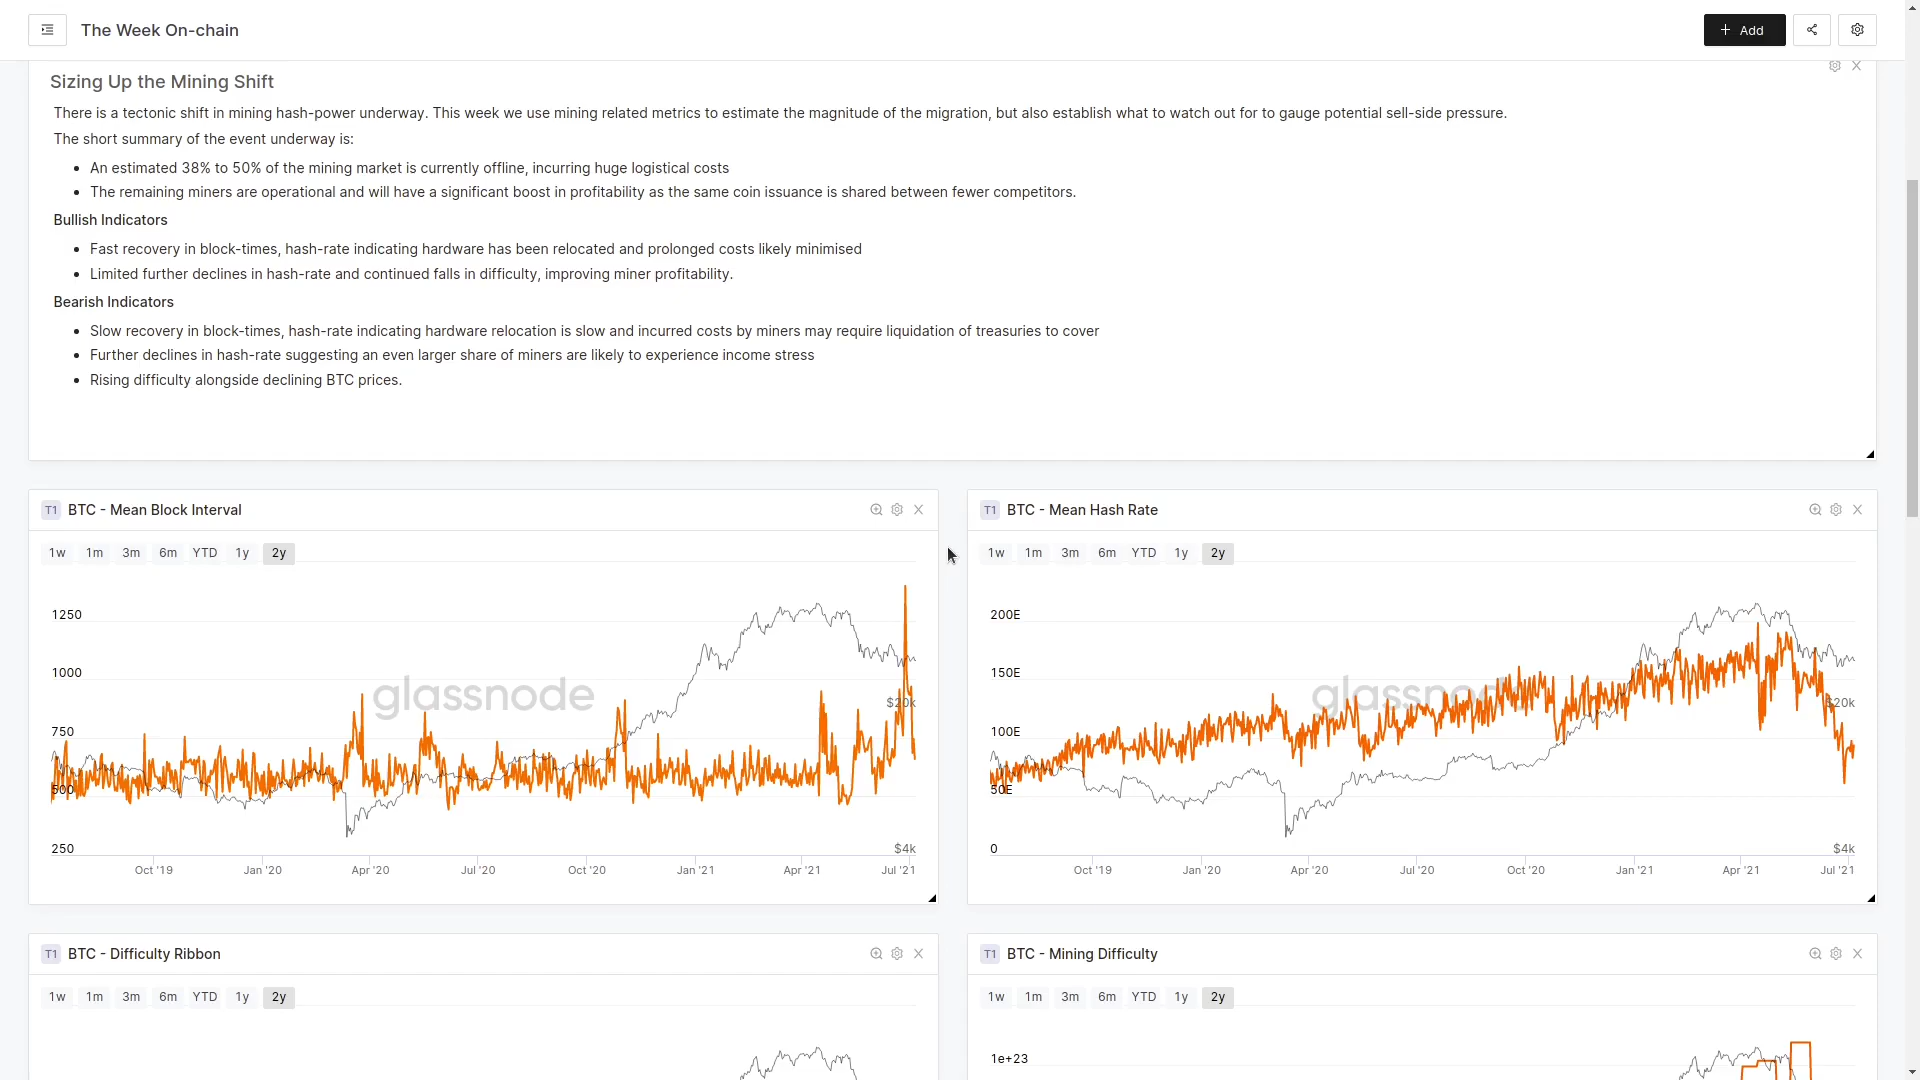 The Week On-chain
Add
Sizing Up the Mining Shift
There is a tectonic shift in mining hash-power underway. This week we use mining related metrics to estimate the magnitude of the migration, but also establish what to watch out for to gauge potential sell-side pressure.
The short summary of the event underway is:
• An estimated 38% to 50% of the mining market is currently offline, incurring huge logistical costs
• The remaining miners are operational and will have a significant boost in profitability as the same coin issuance is shared between fewer competitors.
Bullish Indicators
• Fast recovery in block-times, hash-rate indicating hardware has been relocated and prolonged costs likely minimised
• Limited further declines in hash-rate and continued falls in difficulty, improving miner profitability.
Bearish Indicators
• Slow recovery in block-times, hash-rate indicating hardware relocation is slow and incurred costs by miners may require liquidation of treasuries to cover
• Further declines in hash-rate suggesting an even larger share of miners are likely to experience income stress
• Rising difficulty alongside declining BTC prices.
T1 BTC - Mean Block Interval
1w 1m 3m 6m YTD 1y 2y
1250
1000
glassnode
$20k
750
500
250
$4k
Oct '19 Jan '20 Apr '20 Jul '20 Oct '20 Jan '21 Apr '21 Jul '21
T1 BTC - Mean Hash Rate
1w 1m 3m 6m YTD 1y 2y
200E
150E
glassnode
$20k
100E
50E
0
$4k
Oct '19 Jan '20 Apr '20 Jul '20 Oct '20 Jan '21 Apr '21 Jul '21
T1 BTC - Difficulty Ribbon
1w 1m 3m 6m YTD 1y 2y
T1 BTC - Mining Difficulty
1w 1m 3m 6m YTD 1y 2y
1e+23